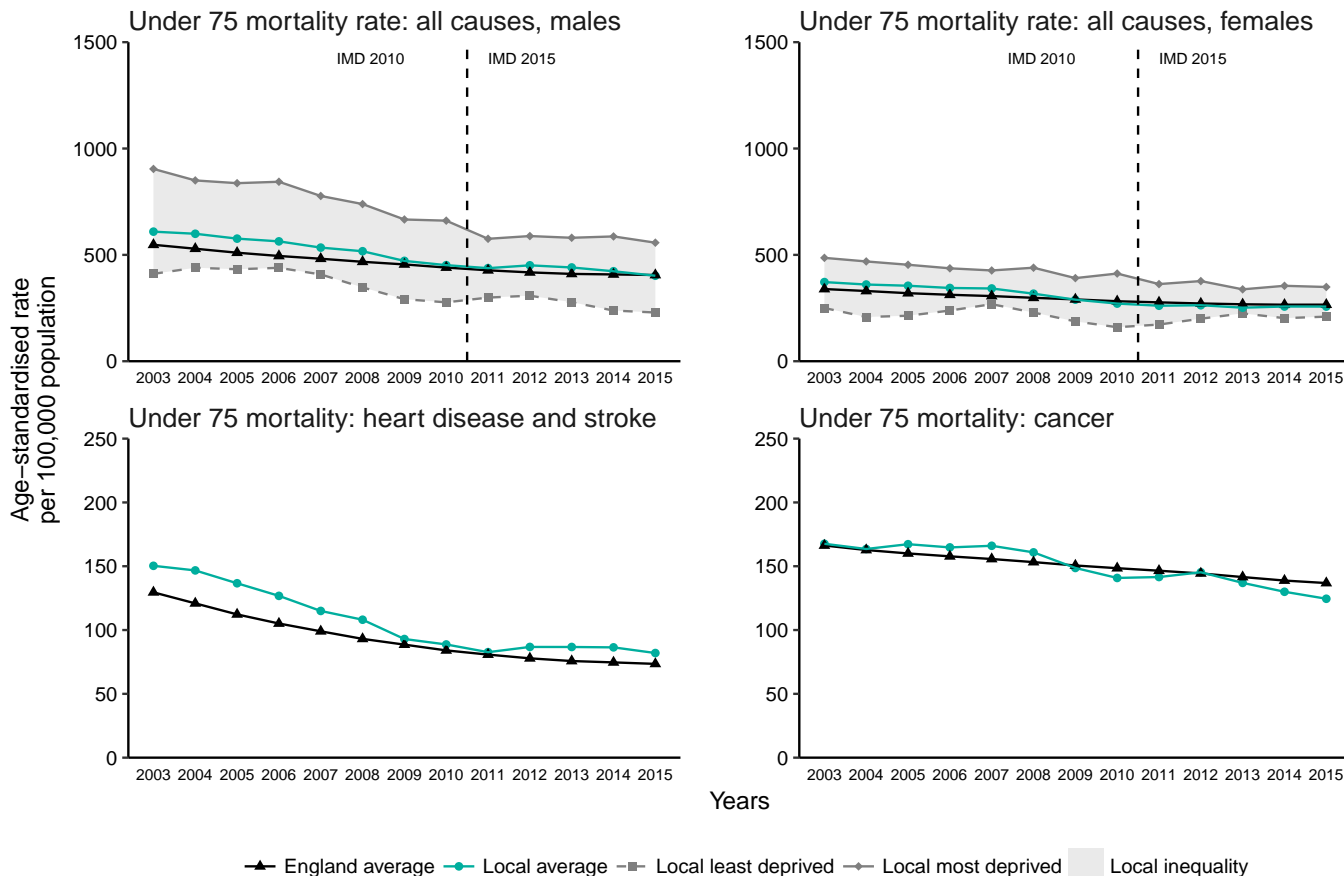 Under 75 mortality rate: all causes, males
Under 75 mortality rate: all causes, females
1500
1000
500
0
IMD 2010
IMD 2015
2003 2004 2005 2006 2007 2008 2009 2010 2011 2012 2013 2014 2015
1500
1000
500
0
IMD 2010
IMD 2015
2003 2004 2005 2006 2007 2008 2009 2010 2011 2012 2013 2014 2015
Age−standardised rate
per 100,000 population
Under 75 mortality: heart disease and stroke
250
200
150
100
50
0
2003 2004 2005 2006 2007 2008 2009 2010 2011 2012 2013 2014 2015
Under 75 mortality: cancer
250
200
150
100
50
0
2003 2004 2005 2006 2007 2008 2009 2010 2011 2012 2013 2014 2015
Years
England average Local average Local least deprived Local most deprived Local inequality